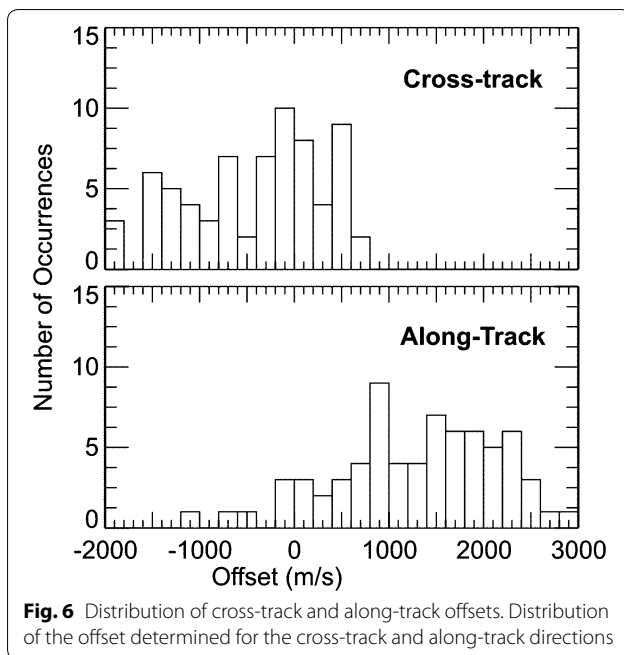 15
Cross-track
10
5
0
Number of Occurrences
15
Along-Track
10
5
0
-2000 -1000 0 1000 2000 3000
Offset (m/s)
Fig. 6 Distribution of cross-track and along-track offsets. Distribution
of the offset determined for the cross-track and along-track directions